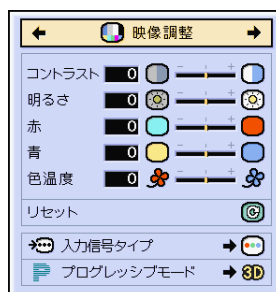 映像調整
コントラスト 0
明るさ 0
赤 0
青 0
色温度 0
リセット
入力信号タイプ
プログレッシブモード 3D